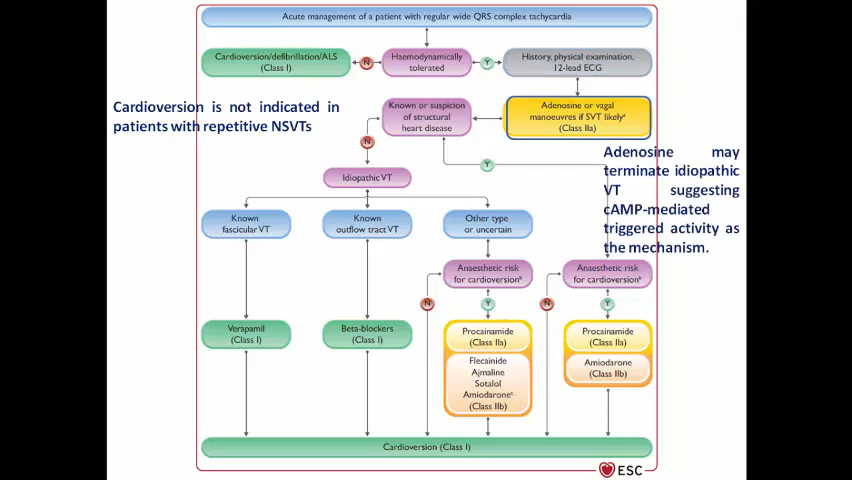 Acute management of a patient with regular wide QRS complex tachycardia
Cardioversion/defibrillation/ALS
(Class I)
N
Haemodynamically
tolerated
Y
History, physical examination,
12-lead ECG
Cardioversion is not indicated in
patients with repetitive NSVTs
Known or suspicion
of structural
heart disease
Adenosine or vagal
manoeuvres if SVT likelyᵃ
(Class IIa)
N
Y
Adenosine may
terminate idiopathic
VT suggesting
cAMP-mediated
triggered activity as
the mechanism.
Idiopathic VT
Known
fascicular VT
Known
outflow tract VT
Other type
or uncertain
Anaesthetic risk
for cardioversionᵇ
Anaesthetic risk
for cardioversionᵇ
N
Y
N
Y
Verapamil
(Class I)
Beta-blockers
(Class I)
Procainamide
(Class IIa)
Flecainide
Ajmaline
Sotalol
Amiodaroneᶜ
(Class IIb)
Procainamide
(Class IIa)
Amiodarone
(Class IIb)
Cardioversion (Class I)
ESC